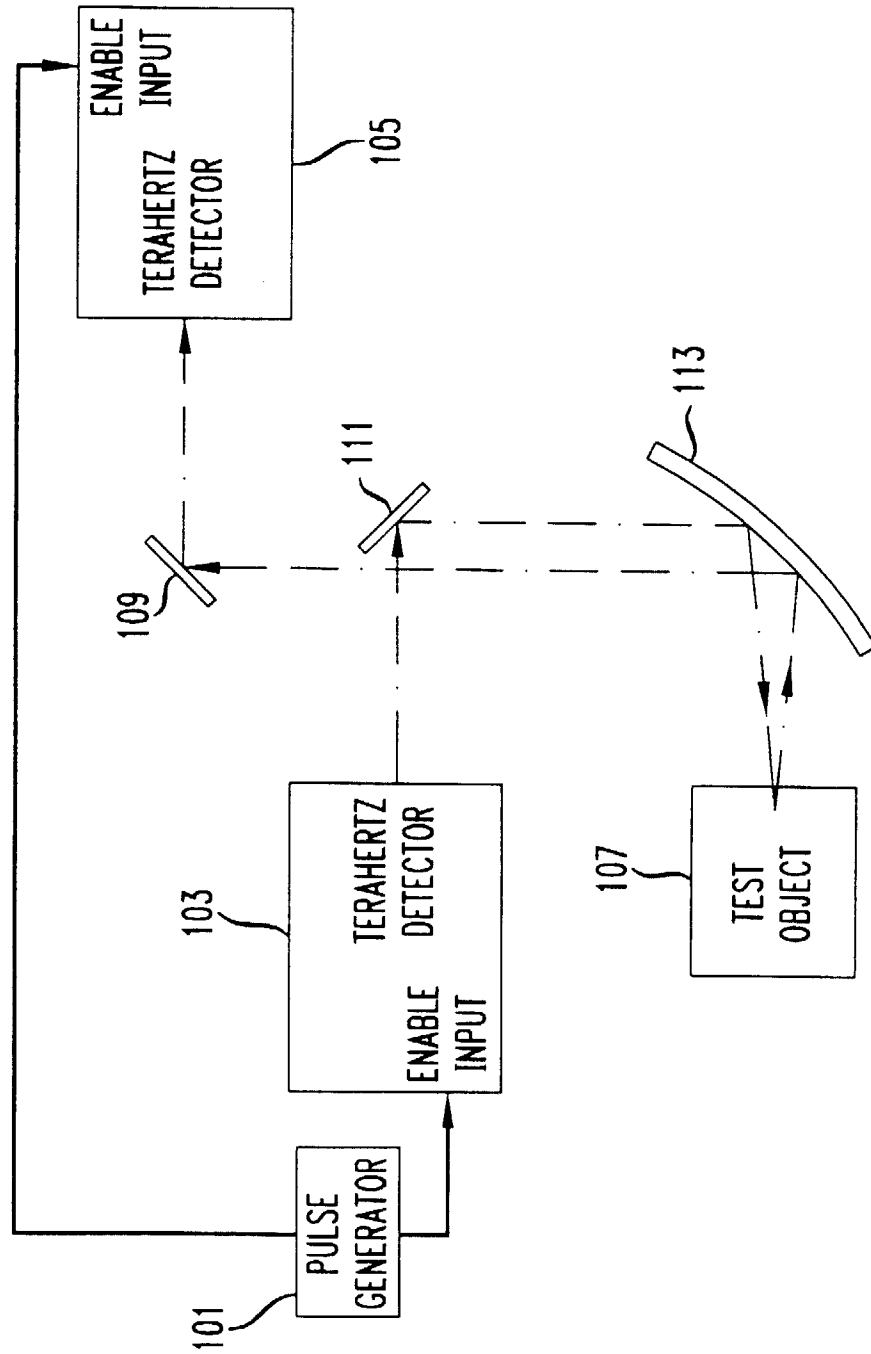 ENABLE
INPUT
TERAHERTZ
DETECTOR
105
109
111
113
103
TERAHERTZ
DETECTOR
ENABLE
INPUT
107
TEST
OBJECT
101
PULSE
GENERATOR